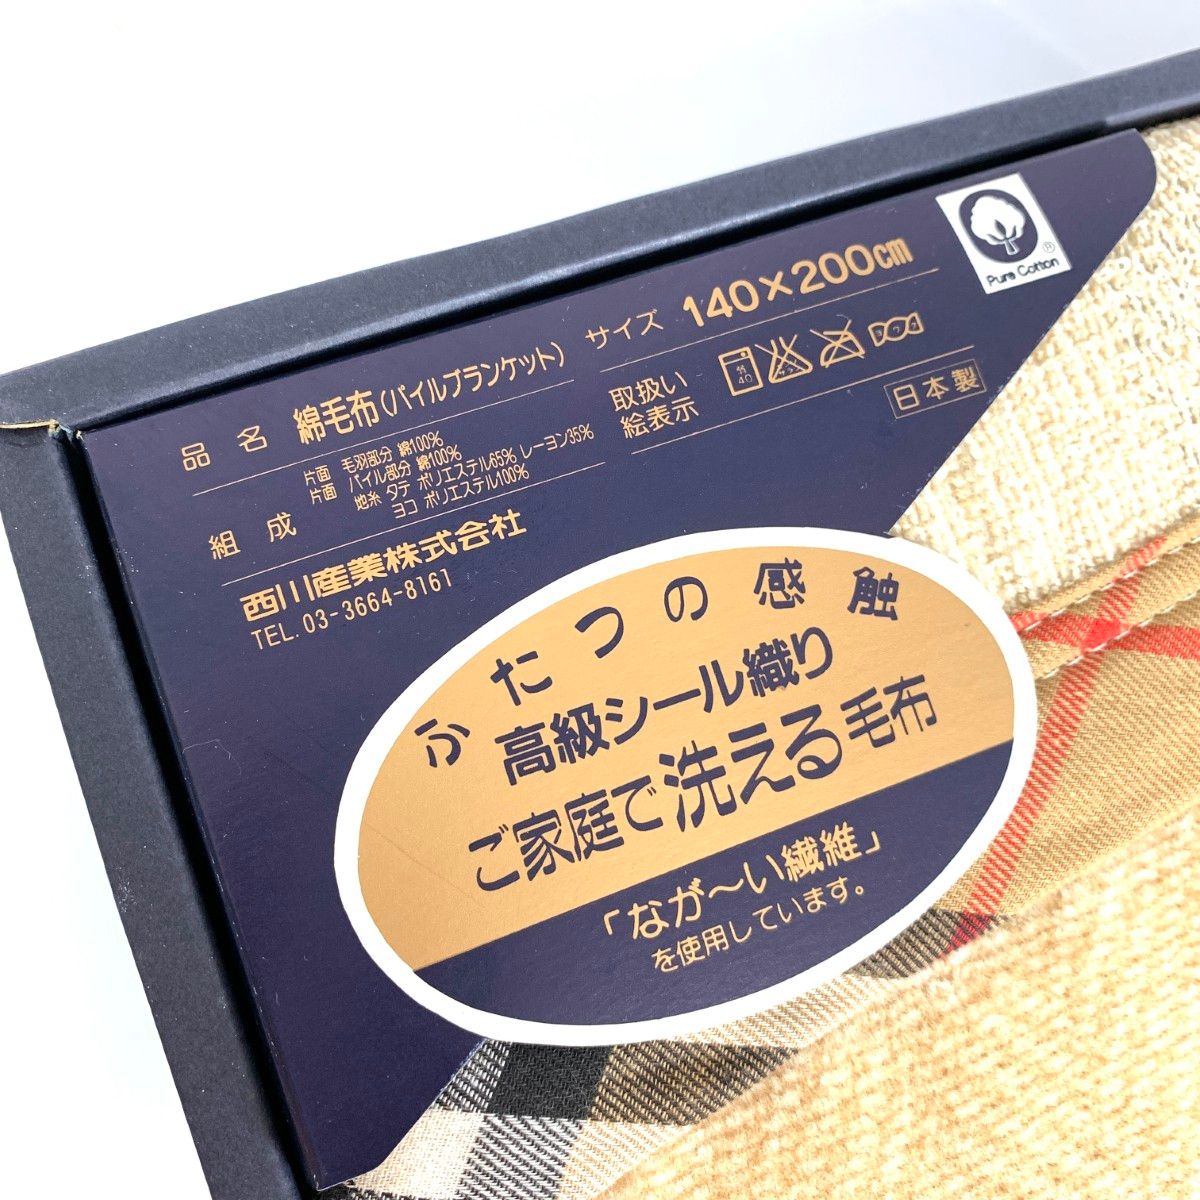 品名 綿毛布(パイルブランケット)
サイズ 140×200cm
Pure Cotton
組成
片面 毛羽部分 綿100%
片面 パイル部分 綿100%
地糸 タテ ポリエステル65% レーヨン35%
ヨコ ポリエステル100%
取扱い
絵表示
40
日本製
西川産業株式会社
TEL. 03-3664-8161
ふたつの感触
高級シール織り
ご家庭で洗える毛布
「なが〜い繊維」
を使用しています。